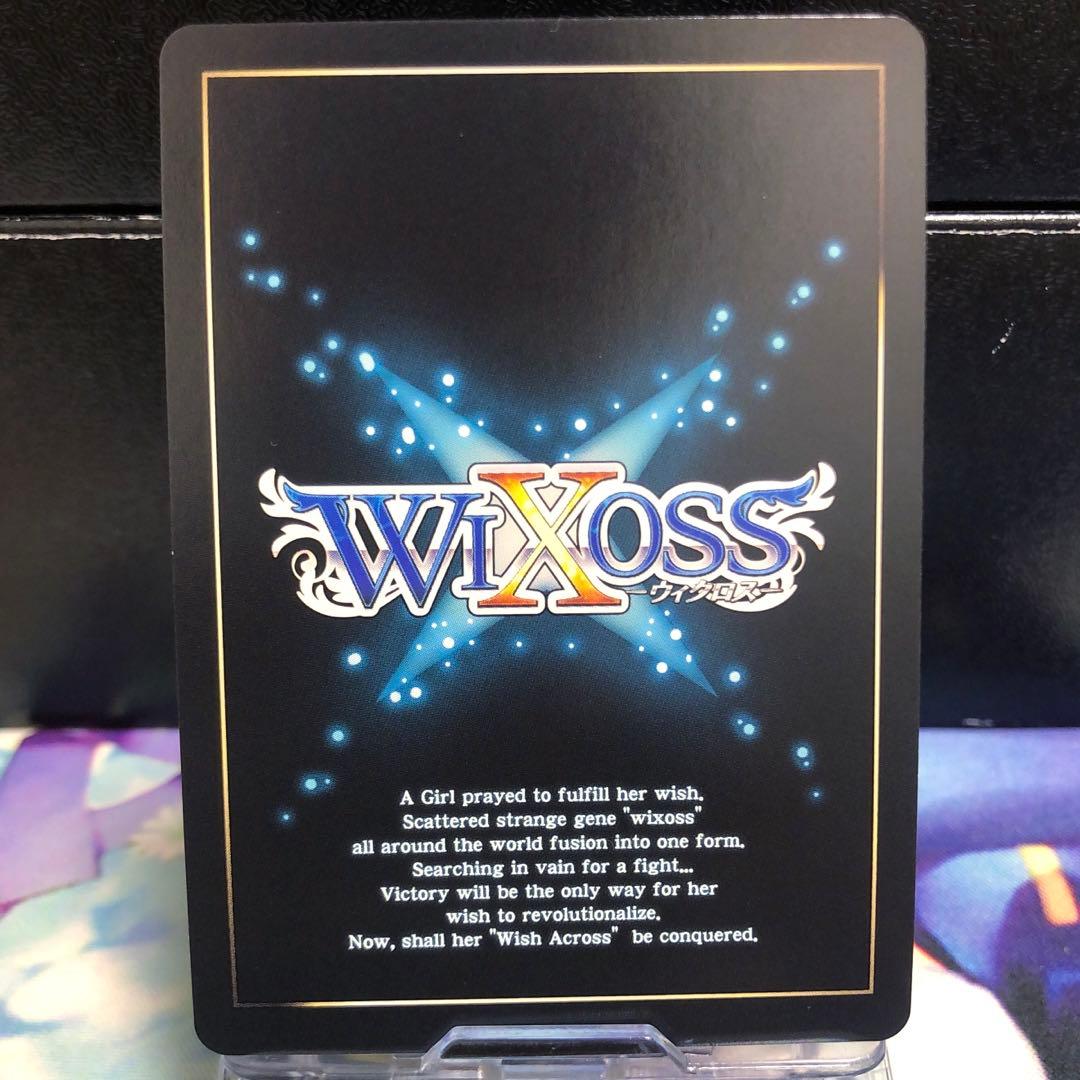 WIXOSS
―ウィクロス―
A Girl prayed to fulfill her wish.
Scattered strange gene "wixoss"
all around the world fusion into one form.
Searching in vain for a fight...
Victory will be the only way for her
wish to revolutionalize.
Now, shall her "Wish Across" be conquered.